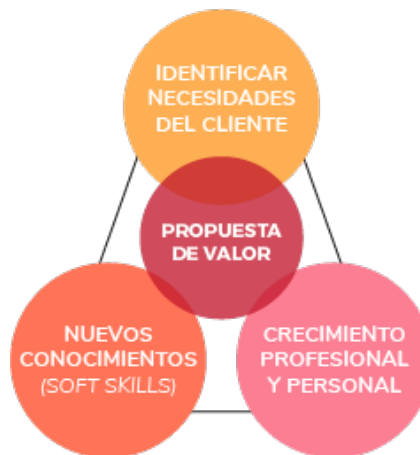 IDENTIFICAR
NECESIDADES
DEL CLIENTE
PROPUESTA
DE VALOR
NUEVOS
CONOCIMIENTOS
(SOFT SKILLS)
CRECIMIENTO
PROFESIONAL
Y PERSONAL